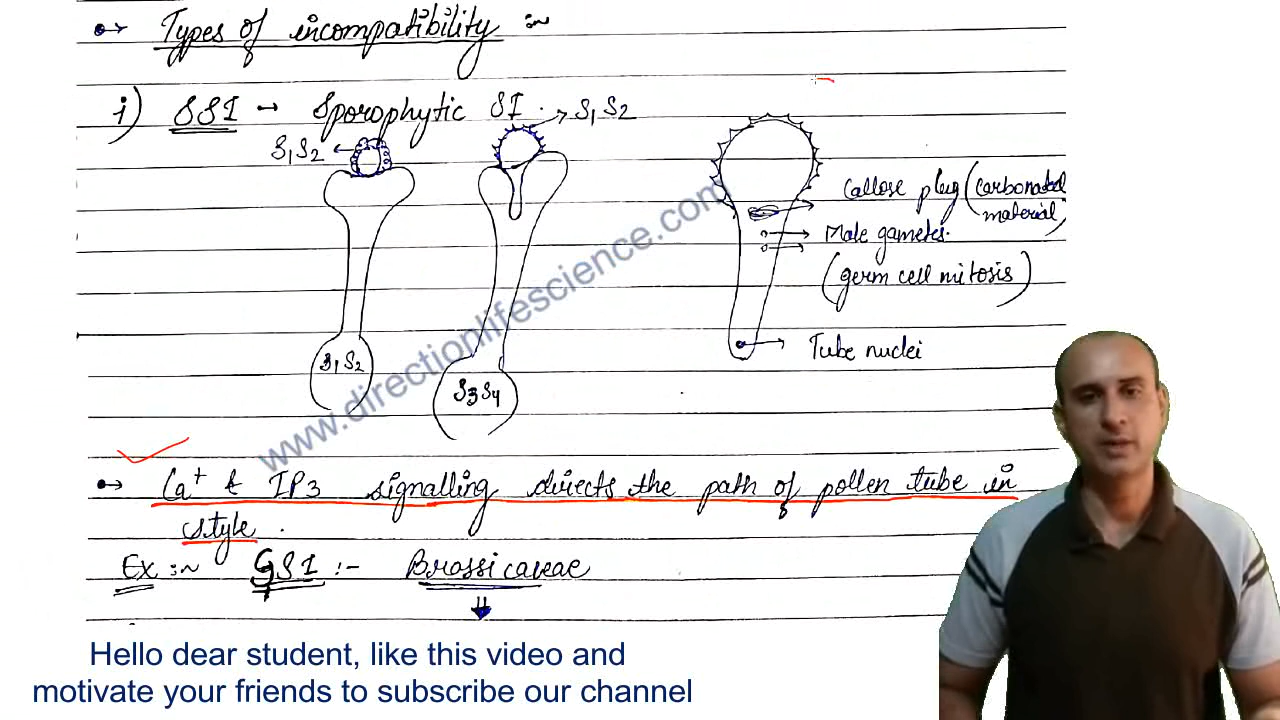 Types of incompatibility :~
i) SSI → Sporophytic SI.
S1S2
S1S2
Callose plug (carbonated
material)
Male gametes.
(germ cell mitosis)
Tube nuclei
S1S2
S3S4
www.directionlifescience.com
Ca+ & IP3 signalling directs the path of pollen tube in
style.
Ex :~ GSI :- Brassicaceae
Hello dear student, like this video and
motivate your friends to subscribe our channel